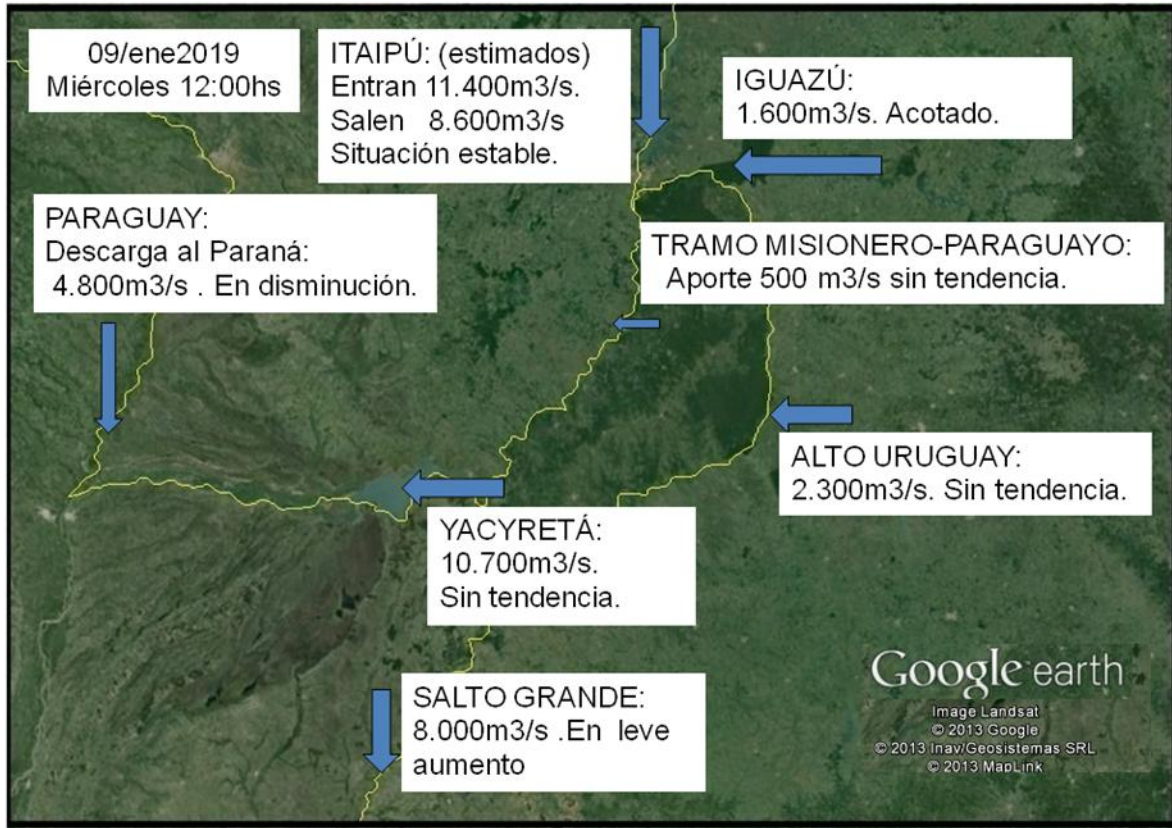 09/ene2019
Miércoles 12:00hs
ITAIPÚ: (estimados)
Entran 11.400m3/s.
Salen 8.600m3/s
Situación estable.
IGUAZÚ:
1.600m3/s. Acotado.
PARAGUAY:
Descarga al Paraná:
4.800m3/s . En disminución.
TRAMO MISIONERO-PARAGUAYO:
Aporte 500 m3/s sin tendencia.
ALTO URUGUAY:
2.300m3/s. Sin tendencia.
YACYRETÁ:
10.700m3/s.
Sin tendencia.
SALTO GRANDE:
8.000m3/s .En leve
aumento
Google earth
Image Landsat
© 2013 Google
© 2013 Inav/Geosistemas SRL
© 2013 MapLink